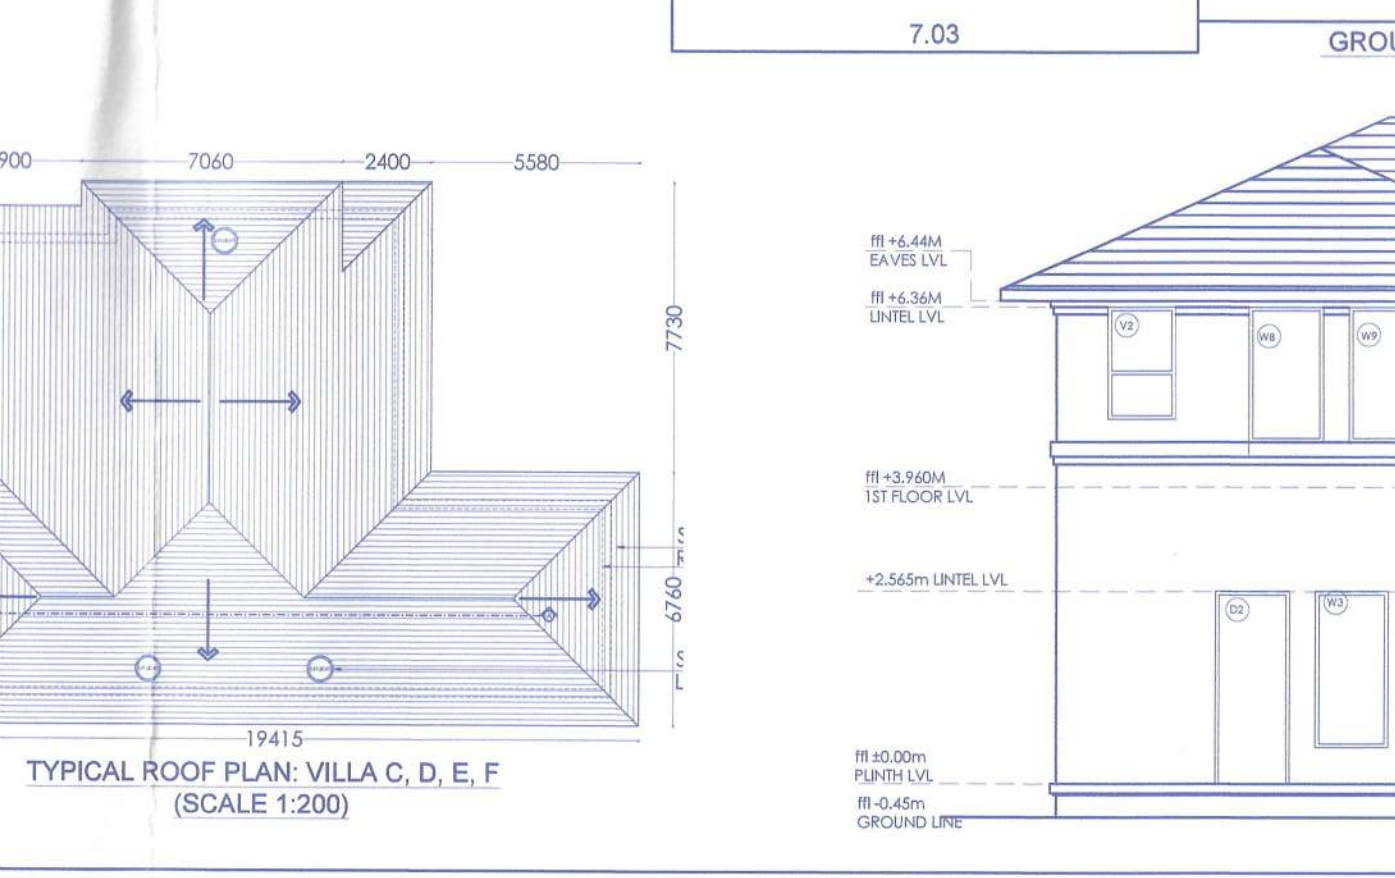 7.03
GROU
900
7060
2400
5580
7730
6760
19415
TYPICAL ROOF PLAN: VILLA C, D, E, F
(SCALE 1:200)
ffl +6.44M
EAVES LVL
ffl +6.36M
LINTEL LVL
V2
W8
W9
ffl +3.960M
1ST FLOOR LVL
+2.565m LINTEL LVL
D2
W3
ffl ±0.00m
PLINTH LVL
ffl -0.45m
GROUND LINE